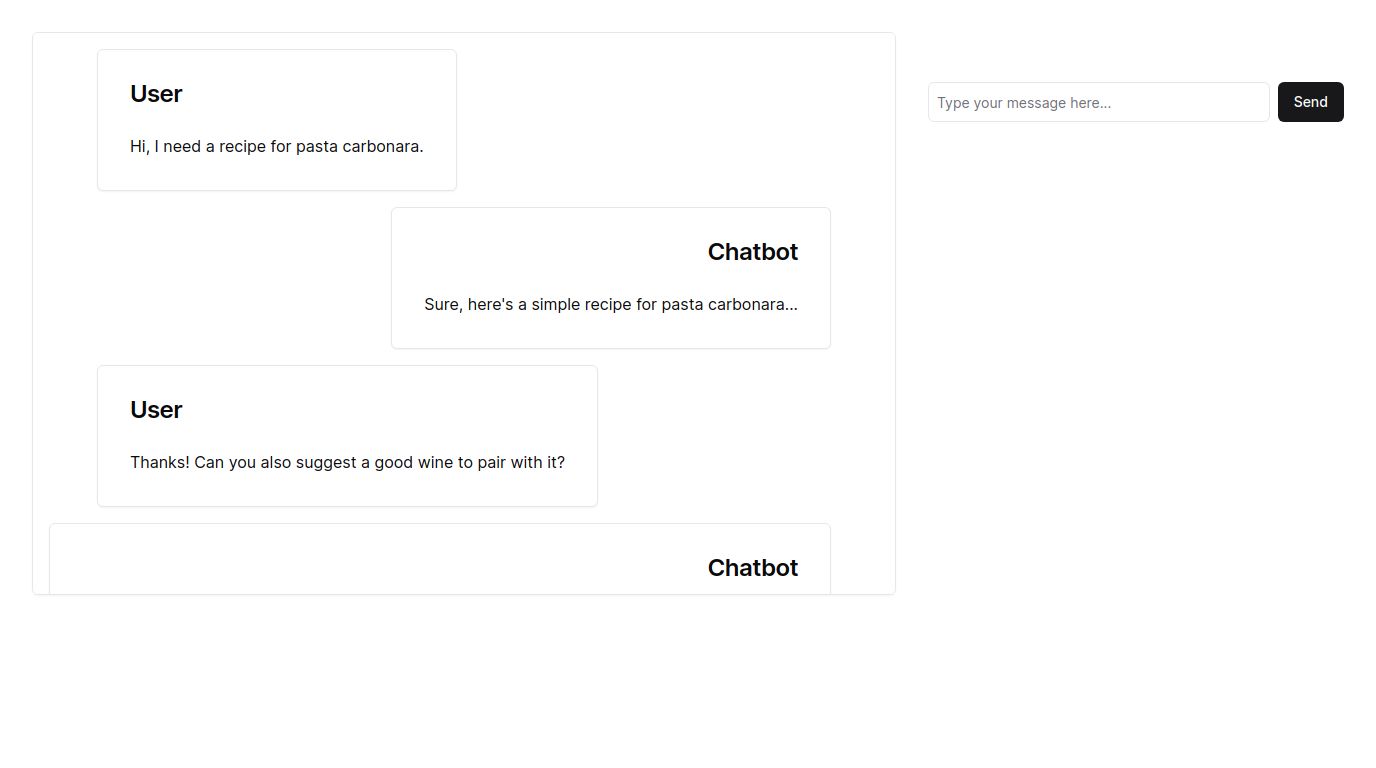 User
Hi, I need a recipe for pasta carbonara.
Chatbot
Sure, here's a simple recipe for pasta carbonara...
User
Thanks! Can you also suggest a good wine to pair with it?
Chatbot
Type your message here...
Send